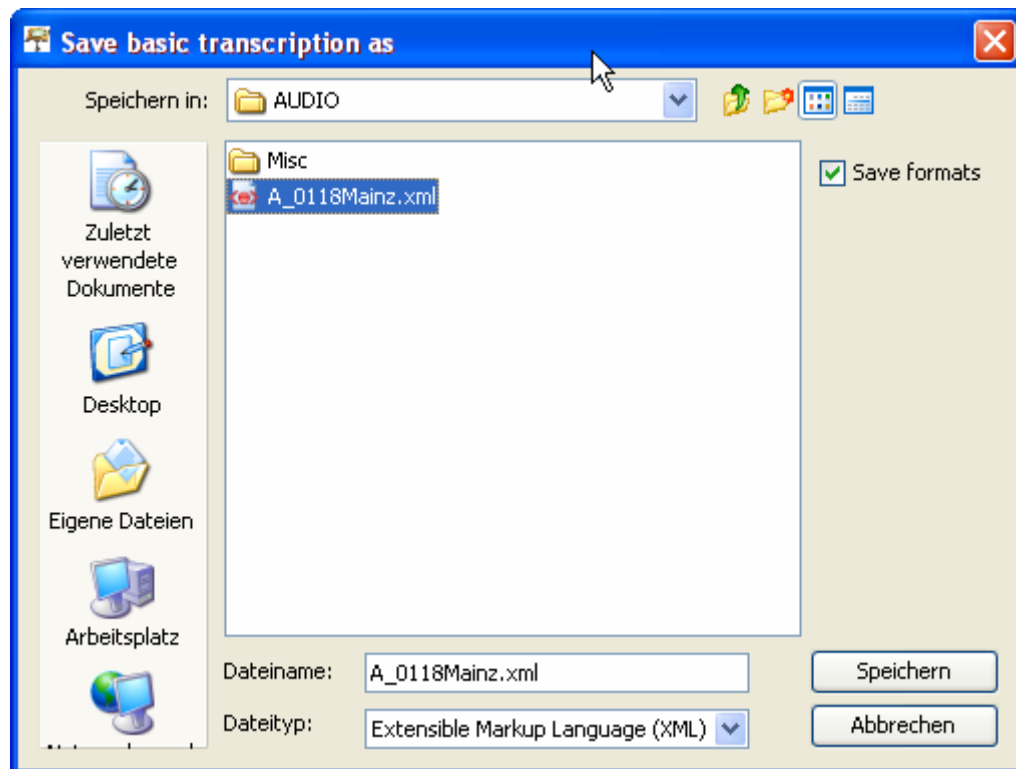 Save basic transcription as
Speichern in:
AUDIO
Misc
A_0118Mainz.xml
Save formats
Zuletzt
verwendete
Dokumente
Desktop
Eigene Dateien
Arbeitsplatz
Dateiname:
A_0118Mainz.xml
Speichern
Dateityp:
Extensible Markup Language (XML)
Abbrechen